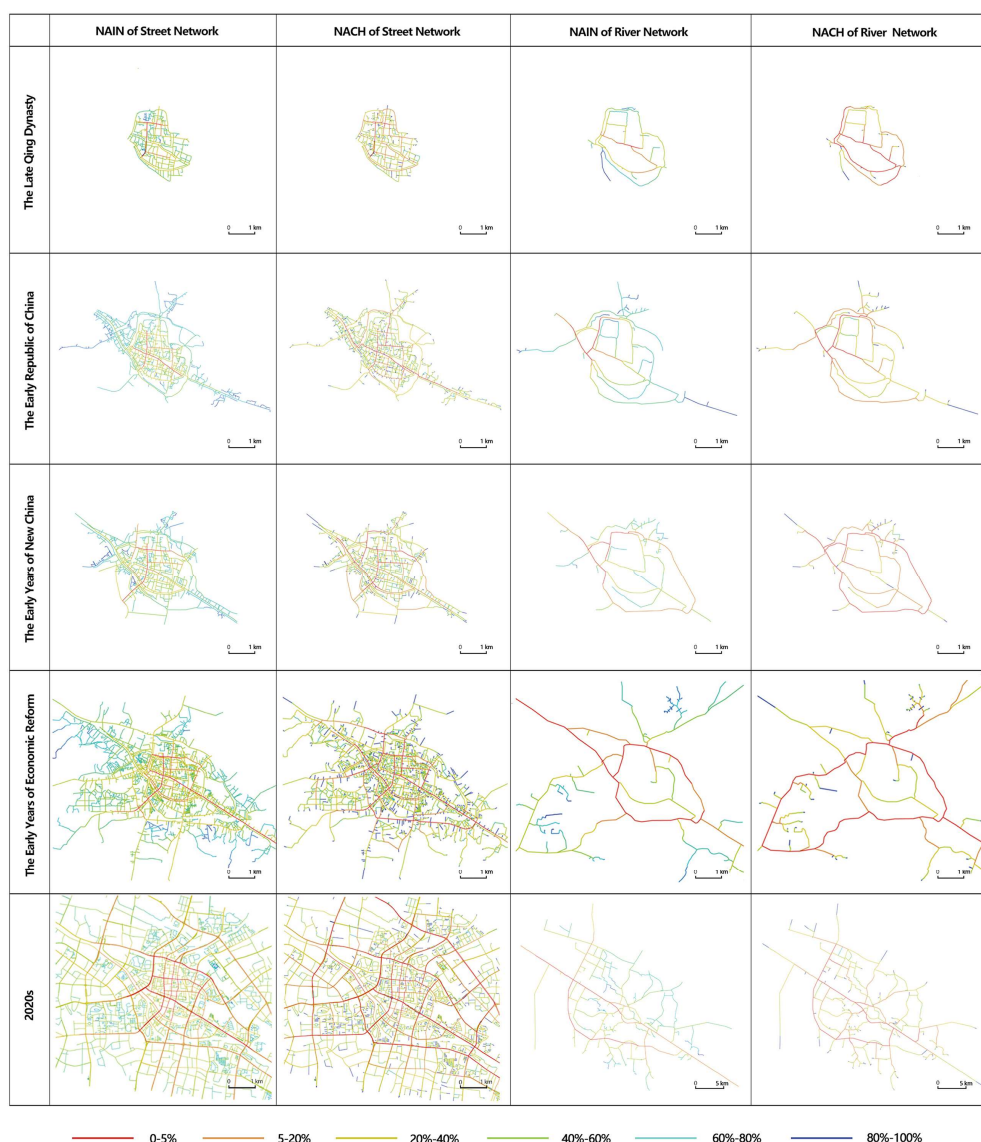 NAIN of Street Network
NACH of Street Network
NAIN of River Network
NACH of River Network
The Late Qing Dynasty
0 1 km
0 1 km
0 1 km
0 1 km
The Early Republic of China
0 1 km
0 1 km
0 1 km
0 1 km
The Early Years of New China
0 1 km
0 1 km
0 1 km
0 1 km
The Early Years of Economic Reform
0 1 km
0 1 km
0 1 km
0 1 km
2020s
0 1 km
0 1 km
0 5 km
0 5 km
0-5%
5-20%
20%-40%
40%-60%
60%-80%
80%-100%